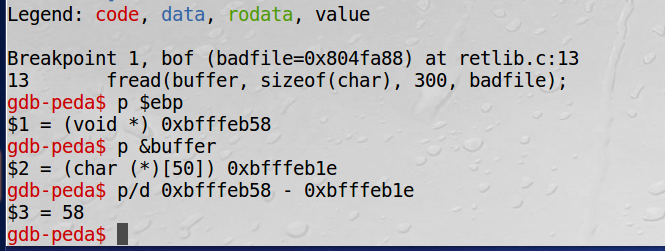 Legend: code, data, rodata, value
Breakpoint 1, bof (badfile=0x804fa88) at retlib.c:13
13 fread(buffer, sizeof(char), 300, badfile);
gdb-peda$ p $ebp
$1 = (void *) 0xbfffeb58
gdb-peda$ p &buffer
$2 = (char (*)[50]) 0xbfffeb1e
gdb-peda$ p/d 0xbfffeb58 - 0xbfffeb1e
$3 = 58
gdb-peda$